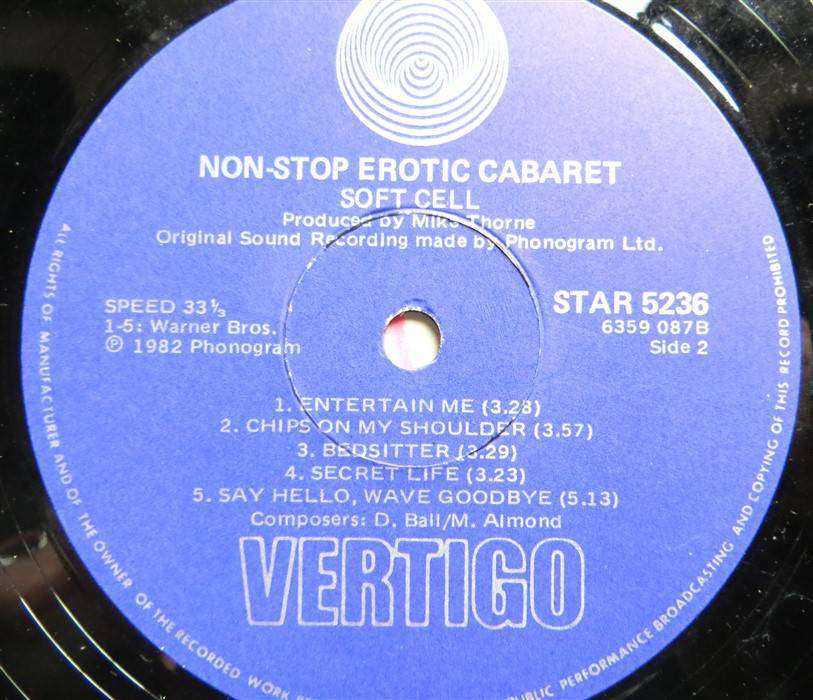 NON-STOP EROTIC CABARET
SOFT CELL
Produced by Mike Thorne
Original Sound Recording made by Phonogram Ltd.
SPEED 33⅓
1-5: Warner Bros.
℗ 1982 Phonogram
STAR 5236
6359 087B
Side 2
1. ENTERTAIN ME (3.28)
2. CHIPS ON MY SHOULDER (3.57)
3. BEDSITTER (3.29)
4. SECRET LIFE (3.23)
5. SAY HELLO, WAVE GOODBYE (5.13)
Composers: D. Ball/M. Almond
VERTIGO
ALL RIGHTS OF MANUFACTURER AND OF THE OWNER OF THE RECORDED WORK
PUBLIC PERFORMANCE BROADCASTING AND COPYING OF THIS RECORD PROHIBITED